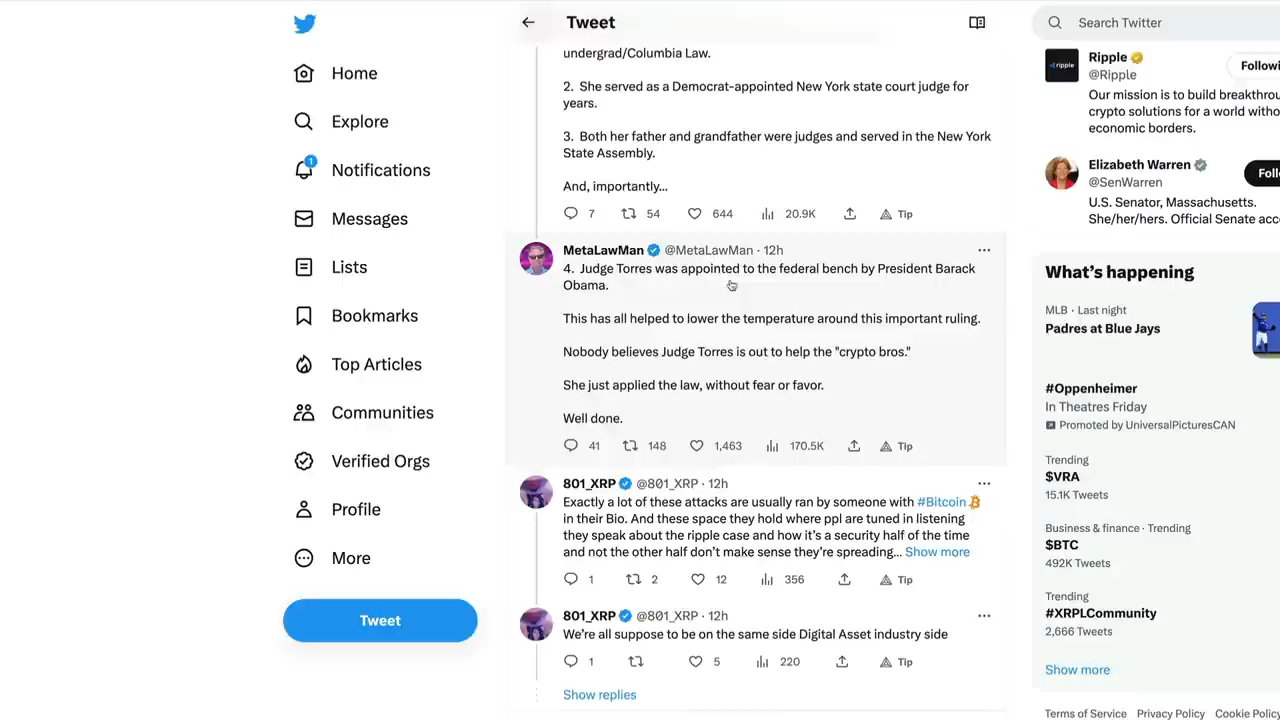 Home
Explore
1
Notifications
Messages
Lists
Bookmarks
Top Articles
Communities
Verified Orgs
Profile
More
Tweet
Tweet
undergrad/Columbia Law.
2. She served as a Democrat-appointed New York state court judge for
years.
3. Both her father and grandfather were judges and served in the New York
State Assembly.
And, importantly...
7 54 644 20.9K Tip
MetaLawMan @MetaLawMan · 12h
4. Judge Torres was appointed to the federal bench by President Barack
Obama.
This has all helped to lower the temperature around this important ruling.
Nobody believes Judge Torres is out to help the "crypto bros."
She just applied the law, without fear or favor.
Well done.
41 148 1,463 170.5K Tip
801_XRP @801_XRP · 12h
Exactly a lot of these attacks are usually ran by someone with #Bitcoin
in their Bio. And these space they hold where ppl are tuned in listening
they speak about the ripple case and how it's a security half of the time
and not the other half don't make sense they're spreading... Show more
1 2 12 356 Tip
801_XRP @801_XRP · 12h
We're all suppose to be on the same side Digital Asset industry side
1 5 220 Tip
Show replies
Search Twitter
ripple
Ripple
Followi
@Ripple
Our mission is to build breakthrou
crypto solutions for a world witho
economic borders.
Elizabeth Warren
Foll
@SenWarren
U.S. Senator, Massachusetts.
She/her/hers. Official Senate acc
What's happening
MLB · Last night
Padres at Blue Jays
#Oppenheimer
In Theatres Friday
Promoted by UniversalPicturesCAN
Trending
$VRA
15.1K Tweets
Business & finance · Trending
$BTC
492K Tweets
Trending
#XRPLCommunity
2,666 Tweets
Show more
Terms of Service Privacy Policy Cookie Policy